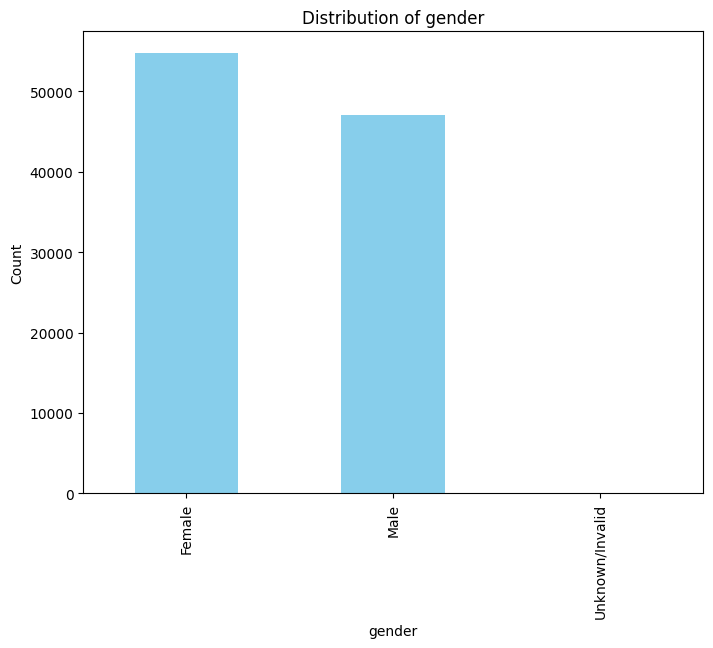 Distribution of gender
50000
40000
30000
20000
10000
0
Count
Female
Male
Unknown/Invalid
gender